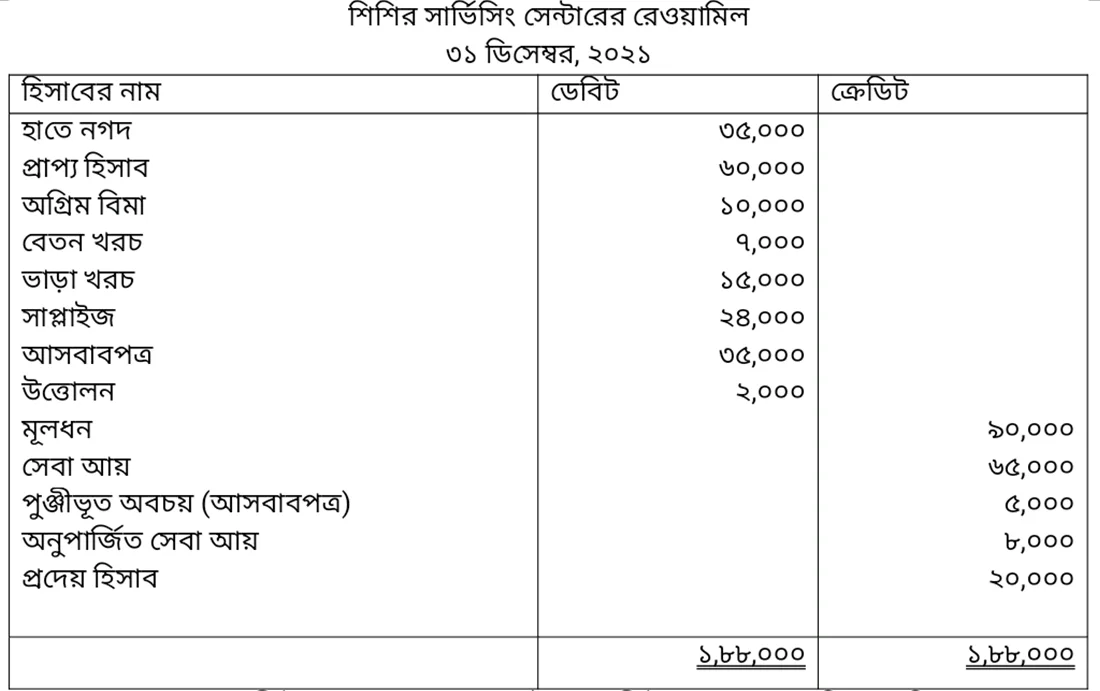 শিশির সার্ভিসিং সেন্টারের রেওয়ামিল
৩১ ডিসেম্বর, ২০২১
হিসাবের নাম ডেবিট ক্রেডিট
হাতে নগদ ৩৫,০০০
প্রাপ্য হিসাব ৬০,০০০
অগ্রিম বিমা ১০,০০০
বেতন খরচ ৭,০০০
ভাড়া খরচ ১৫,০০০
সাপ্লাইজ ২৪,০০০
আসবাবপত্র ৩৫,০০০
উত্তোলন ২,০০০
মূলধন ৯০,০০০
সেবা আয় ৬৫,০০০
পুঞ্জীভূত অবচয় (আসবাবপত্র) ৫,০০০
অনুপার্জিত সেবা আয় ৮,০০০
প্রদেয় হিসাব ২০,০০০
১,৮৮,০০০ ১,৮৮,০০০